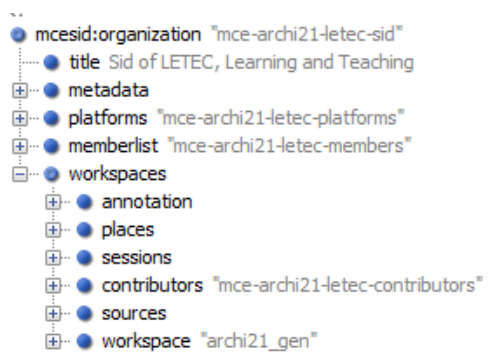 mcesid:organization "mce-archi21-letec-sid"
title Sid of LETEC, Learning and Teaching
metadata
platforms "mce-archi21-letec-platforms"
memberlist "mce-archi21-letec-members"
workspaces
annotation
places
sessions
contributors "mce-archi21-letec-contributors"
sources
workspace "archi21_gen"